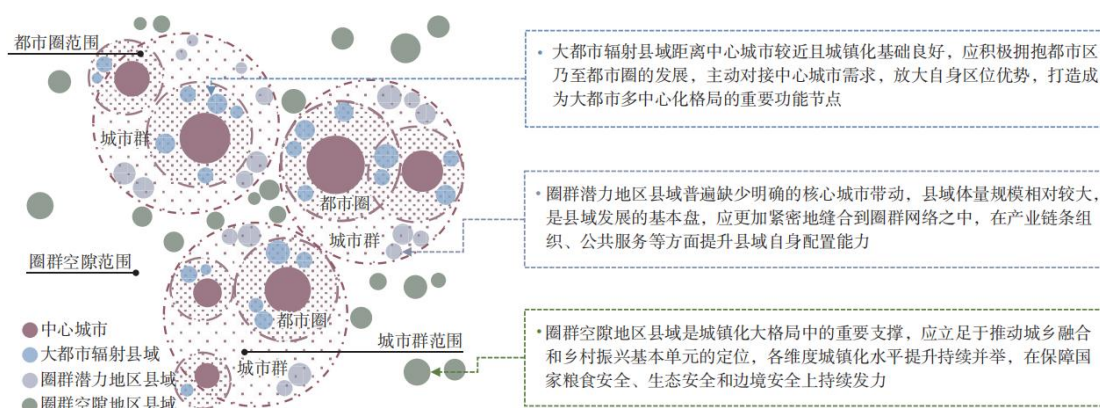 都市圈范围
城市群
都市圈
城市群
圈群空隙范围
都市圈
城市群范围
城市群
中心城市
大都市辐射县域
圈群潜力地区县域
圈群空隙地区县域
• 大都市辐射县域距离中心城市较近且城镇化基础良好，应积极拥抱都市区
乃至都市圈的发展，主动对接中心城市需求，放大自身区位优势，打造成
为大都市多中心化格局的重要功能节点
• 圈群潜力地区县域普遍缺少明确的核心城市带动，县域体量规模相对较大，
是县域发展的基本盘，应更加紧密地缝合到圈群网络之中，在产业链条组
织、公共服务等方面提升县域自身配置能力
• 圈群空隙地区县域是城镇化大格局中的重要支撑，应立足于推动城乡融合
和乡村振兴基本单元的定位，各维度城镇化水平提升持续并举，在保障国
家粮食安全、生态安全和边境安全上持续发力